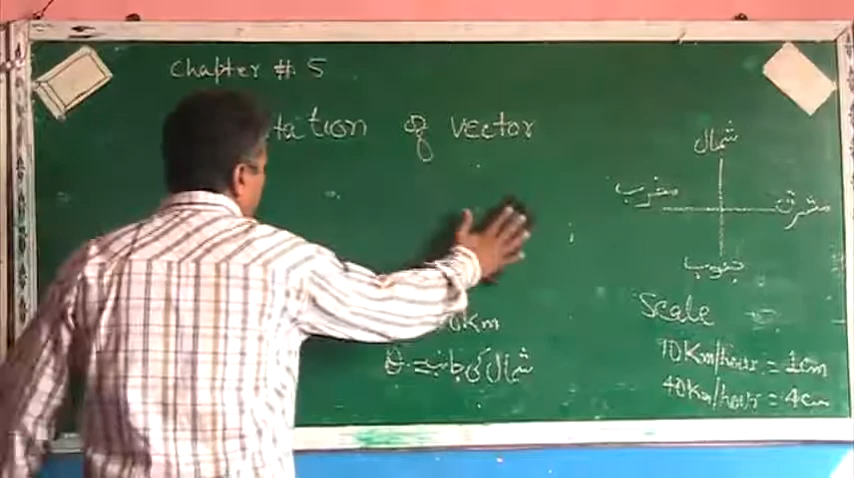 Chapter # 5
tation of vector
شمال
مغرب
مشرق
جنوب
0Km
شمال کی جانب =
Scale
10Km/hour = 1cm
40Km/hour = 4cm